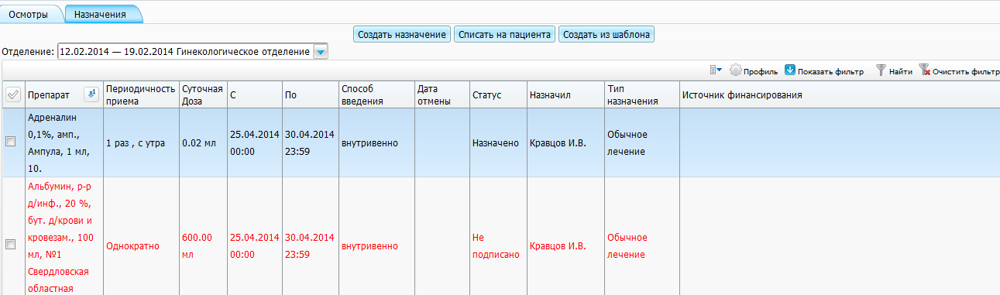 Осмотры Назначения
Создать назначение Списать на пациента Создать из шаблона
Отделение: 12.02.2014 — 19.02.2014 Гинекологическое отделение
Профиль Показать фильтр Найти Очистить фильтр
Препарат Периодичность приема Суточная Доза С По Способ введения Дата отмены Статус Назначил Тип назначения Источник финансирования
Адреналин
0,1%, амп.,
Ампула, 1 мл,
10.
1 раз , с утра
0.02 мл
25.04.2014
00:00
30.04.2014
23:59
внутривенно
Назначено
Кравцов И.В.
Обычное
лечение
Альбумин, р-р
д/инф., 20 %,
бут. д/крови и
кровезам., 100
мл, №1
Свердловская
областная
Однократно
600.00
мл
25.04.2014
00:00
30.04.2014
23:59
внутривенно
Не
подписано
Кравцов И.В.
Обычное
лечение